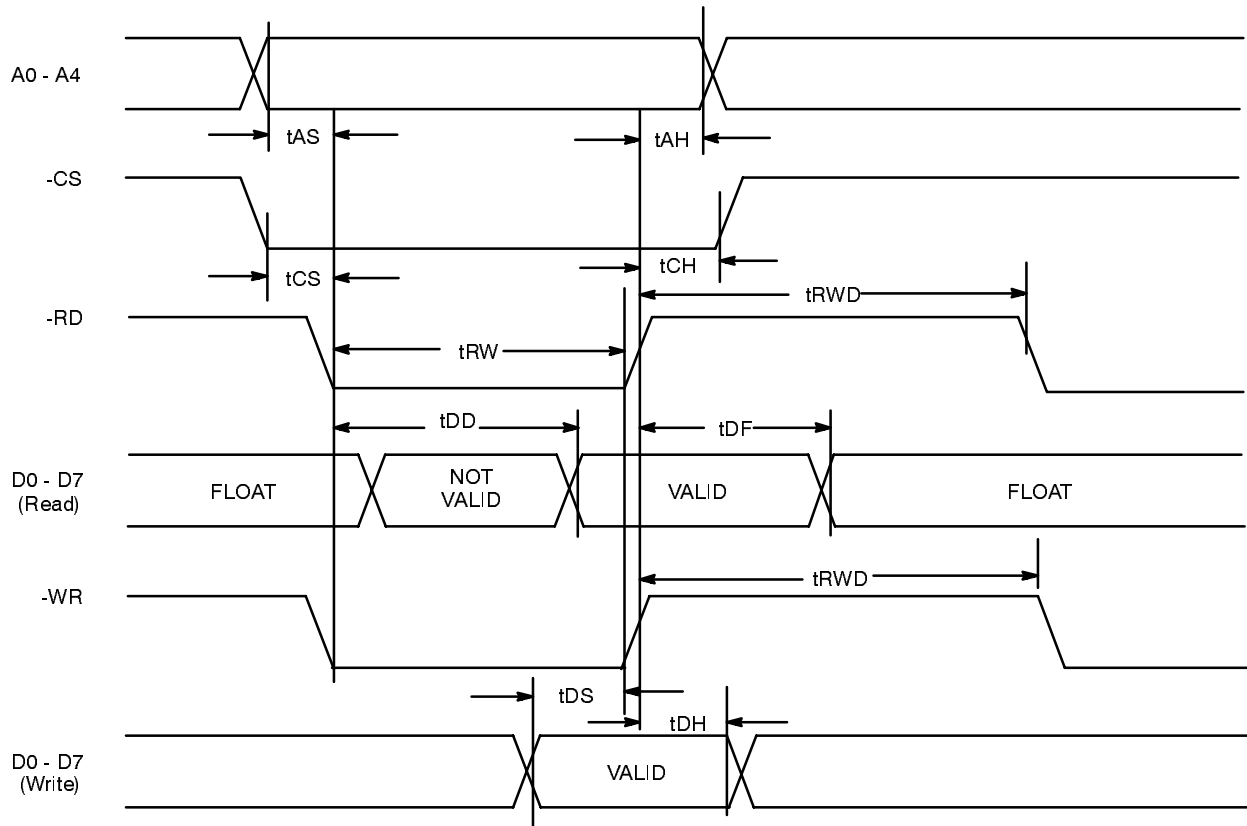 A0 - A4
tAS
tAH
-CS
tCS
tCH
tRWD
-RD
tRW
tDD
tDF
D0 - D7
(Read)
FLOAT
NOT
VALID
VALID
FLOAT
tRWD
-WR
tDS
tDH
D0 - D7
(Write)
VALID